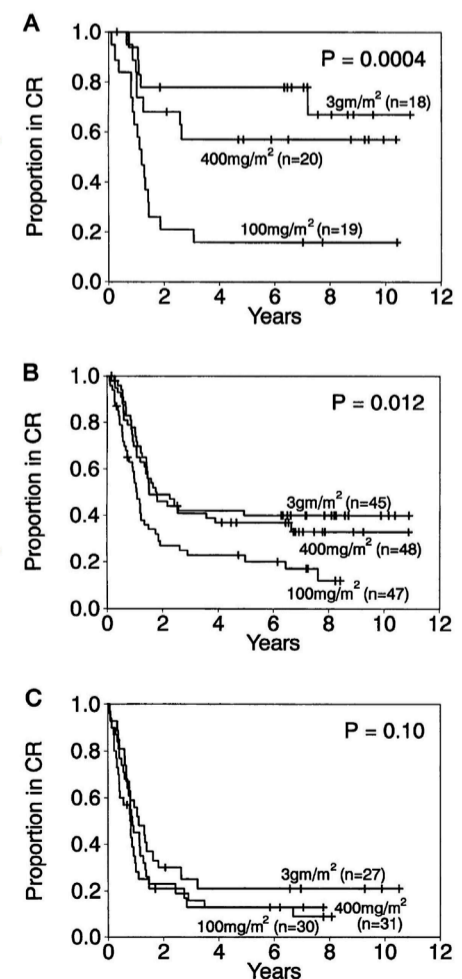 A
Proportion in CR
1.0
0.8
0.6
0.4
0.2
0.0
P = 0.0004
3gm/m² (n=18)
400mg/m² (n=20)
100mg/m² (n=19)
0 2 4 6 8 10 12
Years
B
Proportion in CR
1.0
0.8
0.6
0.4
0.2
0.0
P = 0.012
3gm/m² (n=45)
400mg/m² (n=48)
100mg/m² (n=47)
0 2 4 6 8 10 12
Years
C
Proportion in CR
1.0
0.8
0.6
0.4
0.2
0.0
P = 0.10
3gm/m² (n=27)
400mg/m²
(n=31)
100mg/m² (n=30)
0 2 4 6 8 10 12
Years